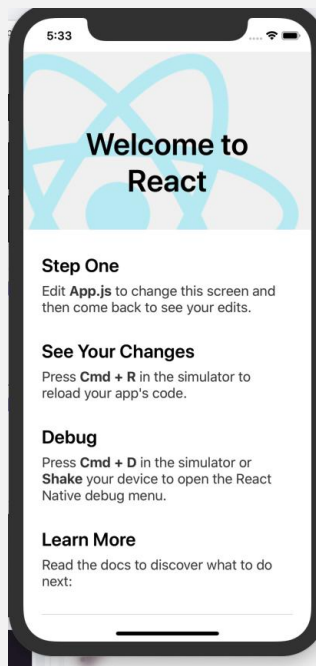 5:33
Welcome to
React
Step One
Edit App.js to change this screen and
then come back to see your edits.
See Your Changes
Press Cmd + R in the simulator to
reload your app's code.
Debug
Press Cmd + D in the simulator or
Shake your device to open the React
Native debug menu.
Learn More
Read the docs to discover what to do
next: